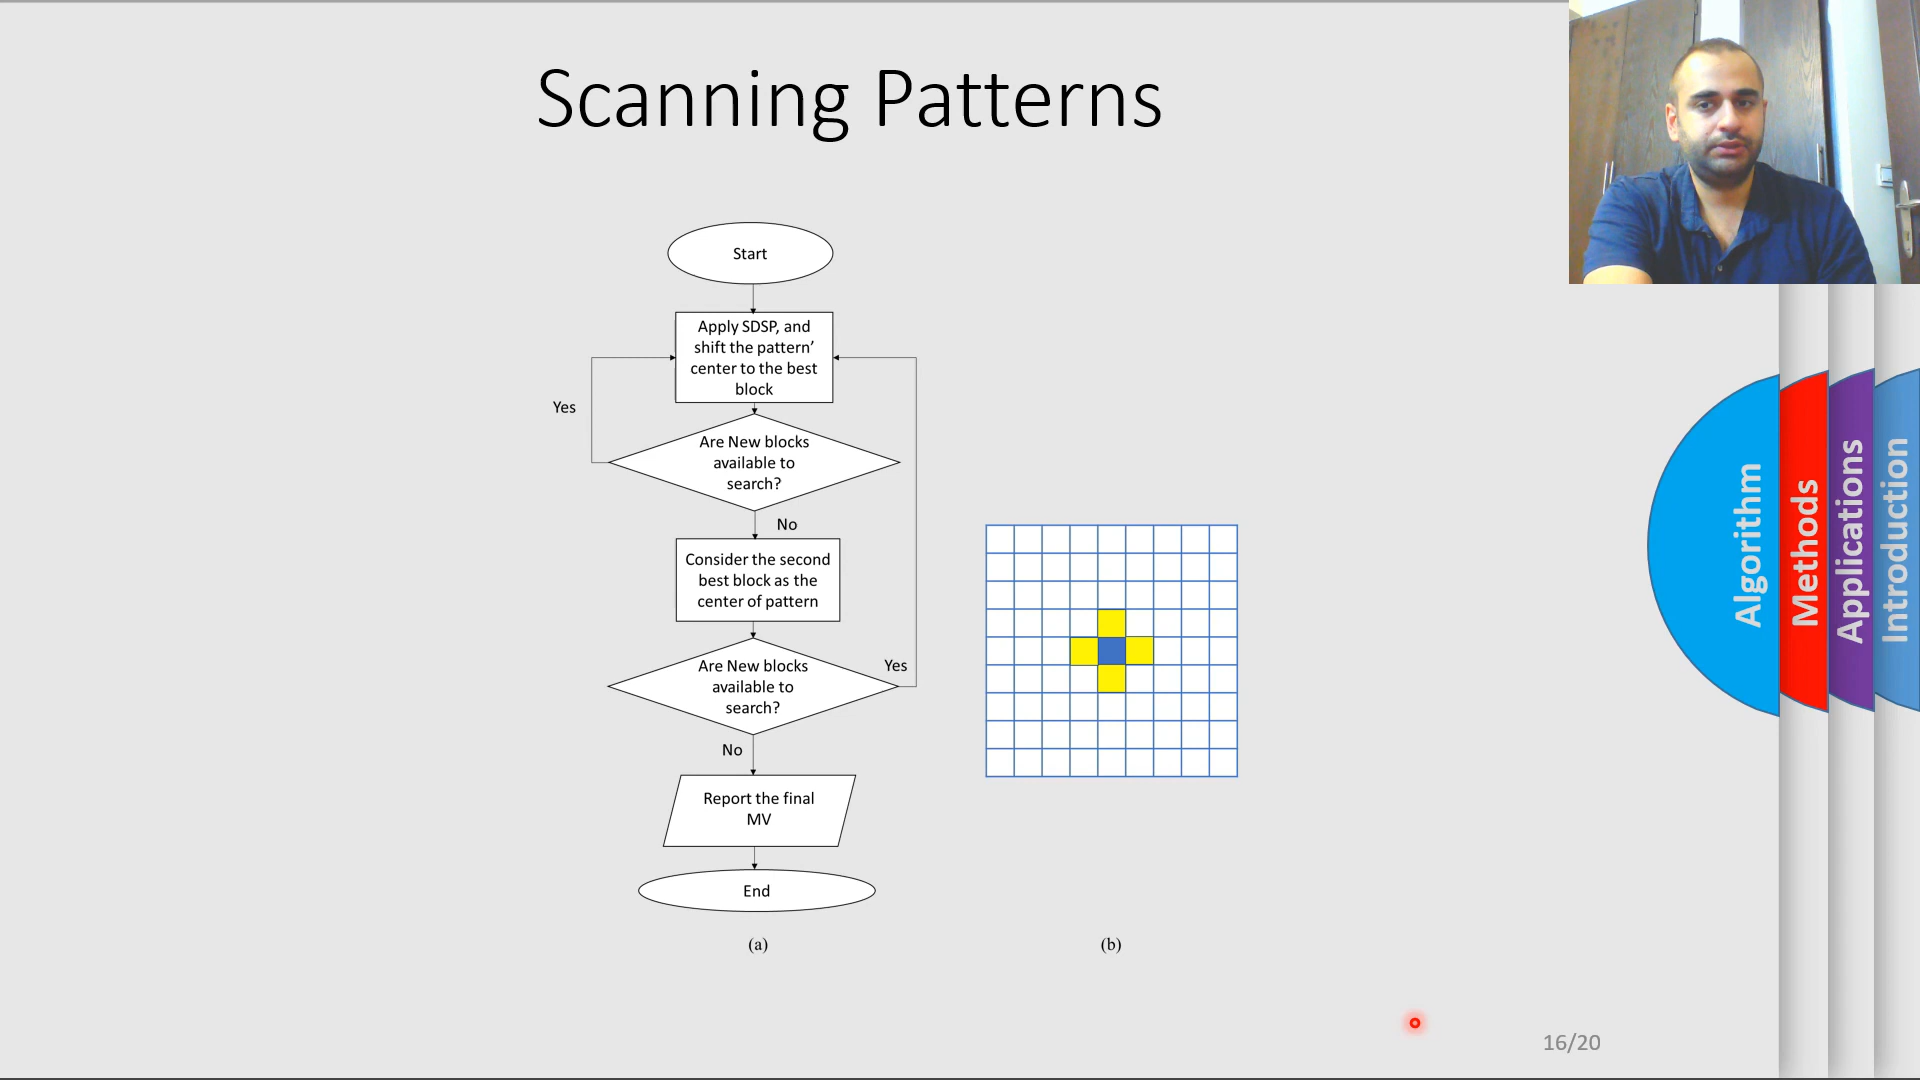 Scanning Patterns
Start
Apply SDSP, and
shift the pattern’
center to the best
block
Yes
Are New blocks
available to
search?
No
Consider the second
best block as the
center of pattern
Are New blocks
available to
search?
Yes
No
Report the final
MV
End
(a)
(b)
Algorithm
Methods
Applications
Introduction
16/20